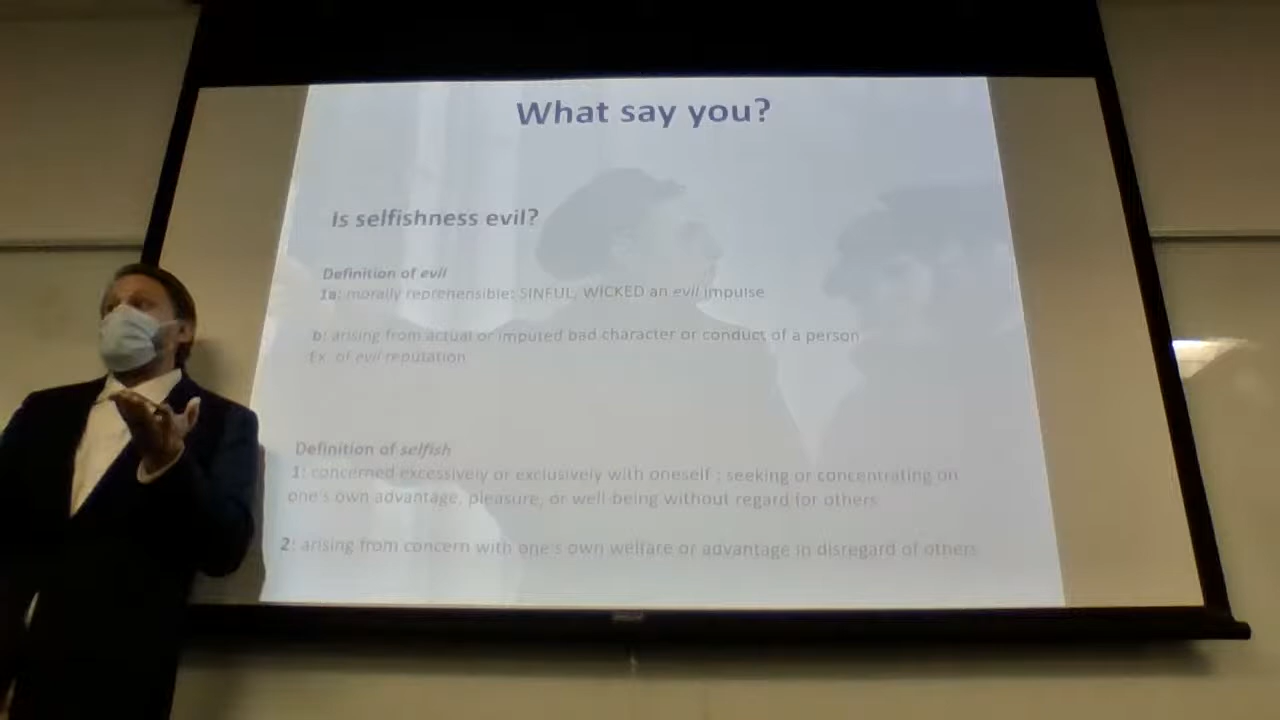 What say you?
Is selfishness evil?
Definition of evil
1a: morally reprehensible: SINFUL, WICKED an evil impulse
b: arising from actual or imputed bad character or conduct of a person
Ex. of evil reputation
Definition of selfish
1: concerned excessively or exclusively with oneself : seeking or concentrating on
one's own advantage, pleasure, or well-being without regard for others
2: arising from concern with one's own welfare or advantage in disregard of others